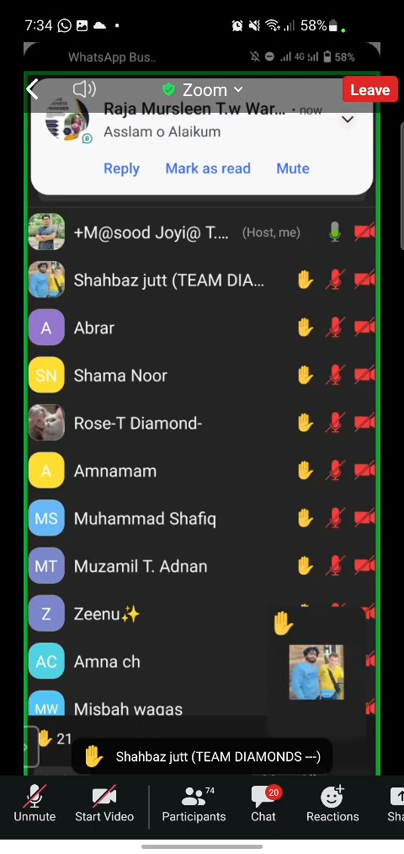 7:34 58%
WhatsApp Bus.. 4G 58%
Zoom Leave
Raja Mursleen T.w War... • now
Asslam o Alaikum
Reply Mark as read Mute
+M@sood Joyi@ T.... (Host, me)
Shahbaz jutt (TEAM DIA...
A Abrar
SN Shama Noor
Rose-T Diamond-
A Amnamam
MS Muhammad Shafiq
MT Muzamil T. Adnan
Z Zeenu✨
AC Amna ch
MW Misbah waqas
21
Shahbaz jutt (TEAM DIAMONDS ---)
74 20
Unmute Start Video Participants Chat Reactions Sha